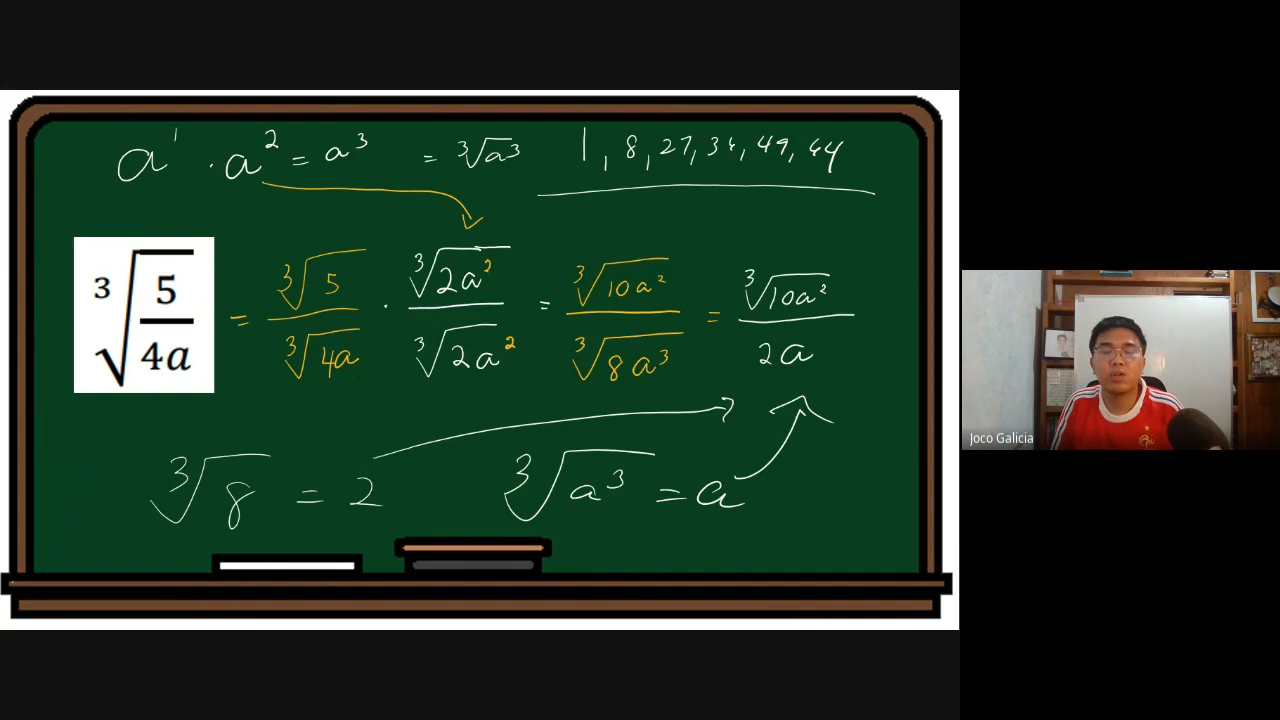 a¹ · a² = a³ = ∛a³ 1, 8, 27, 34, 49, 64
∛(5/4a) = ∛5/∛4a · ∛2a²/∛2a² = ∛10a²/∛8a³ = ∛10a²/2a
∛8 = 2 ∛a³ = a
Joco Galicia